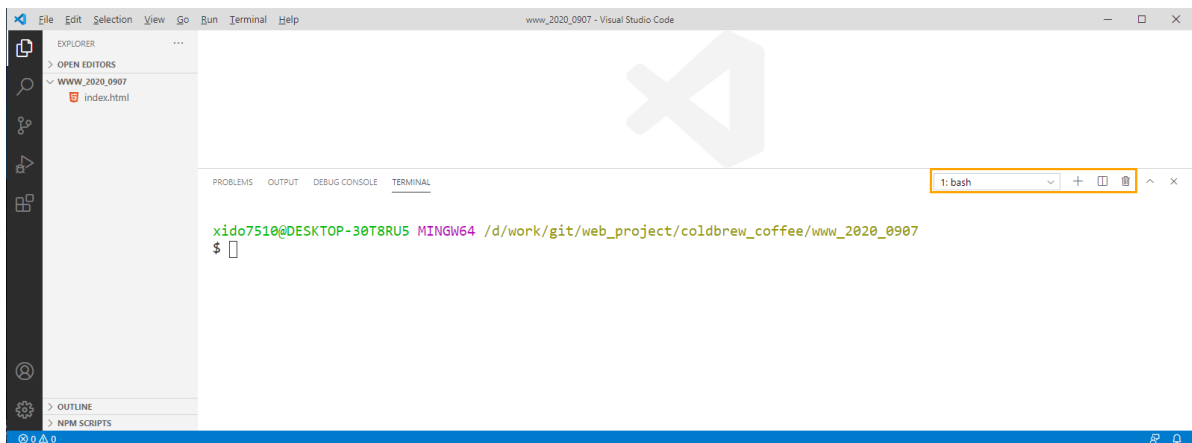 File Edit Selection View Go Run Terminal Help
www_2020_0907 - Visual Studio Code
EXPLORER
OPEN EDITORS
WWW_2020_0907
index.html
PROBLEMS OUTPUT DEBUG CONSOLE TERMINAL
1: bash
xido7510@DESKTOP-30T8RU5 MINGW64 /d/work/git/web_project/coldbrew_coffee/www_2020_0907
$
OUTLINE
NPM SCRIPTS
0 0